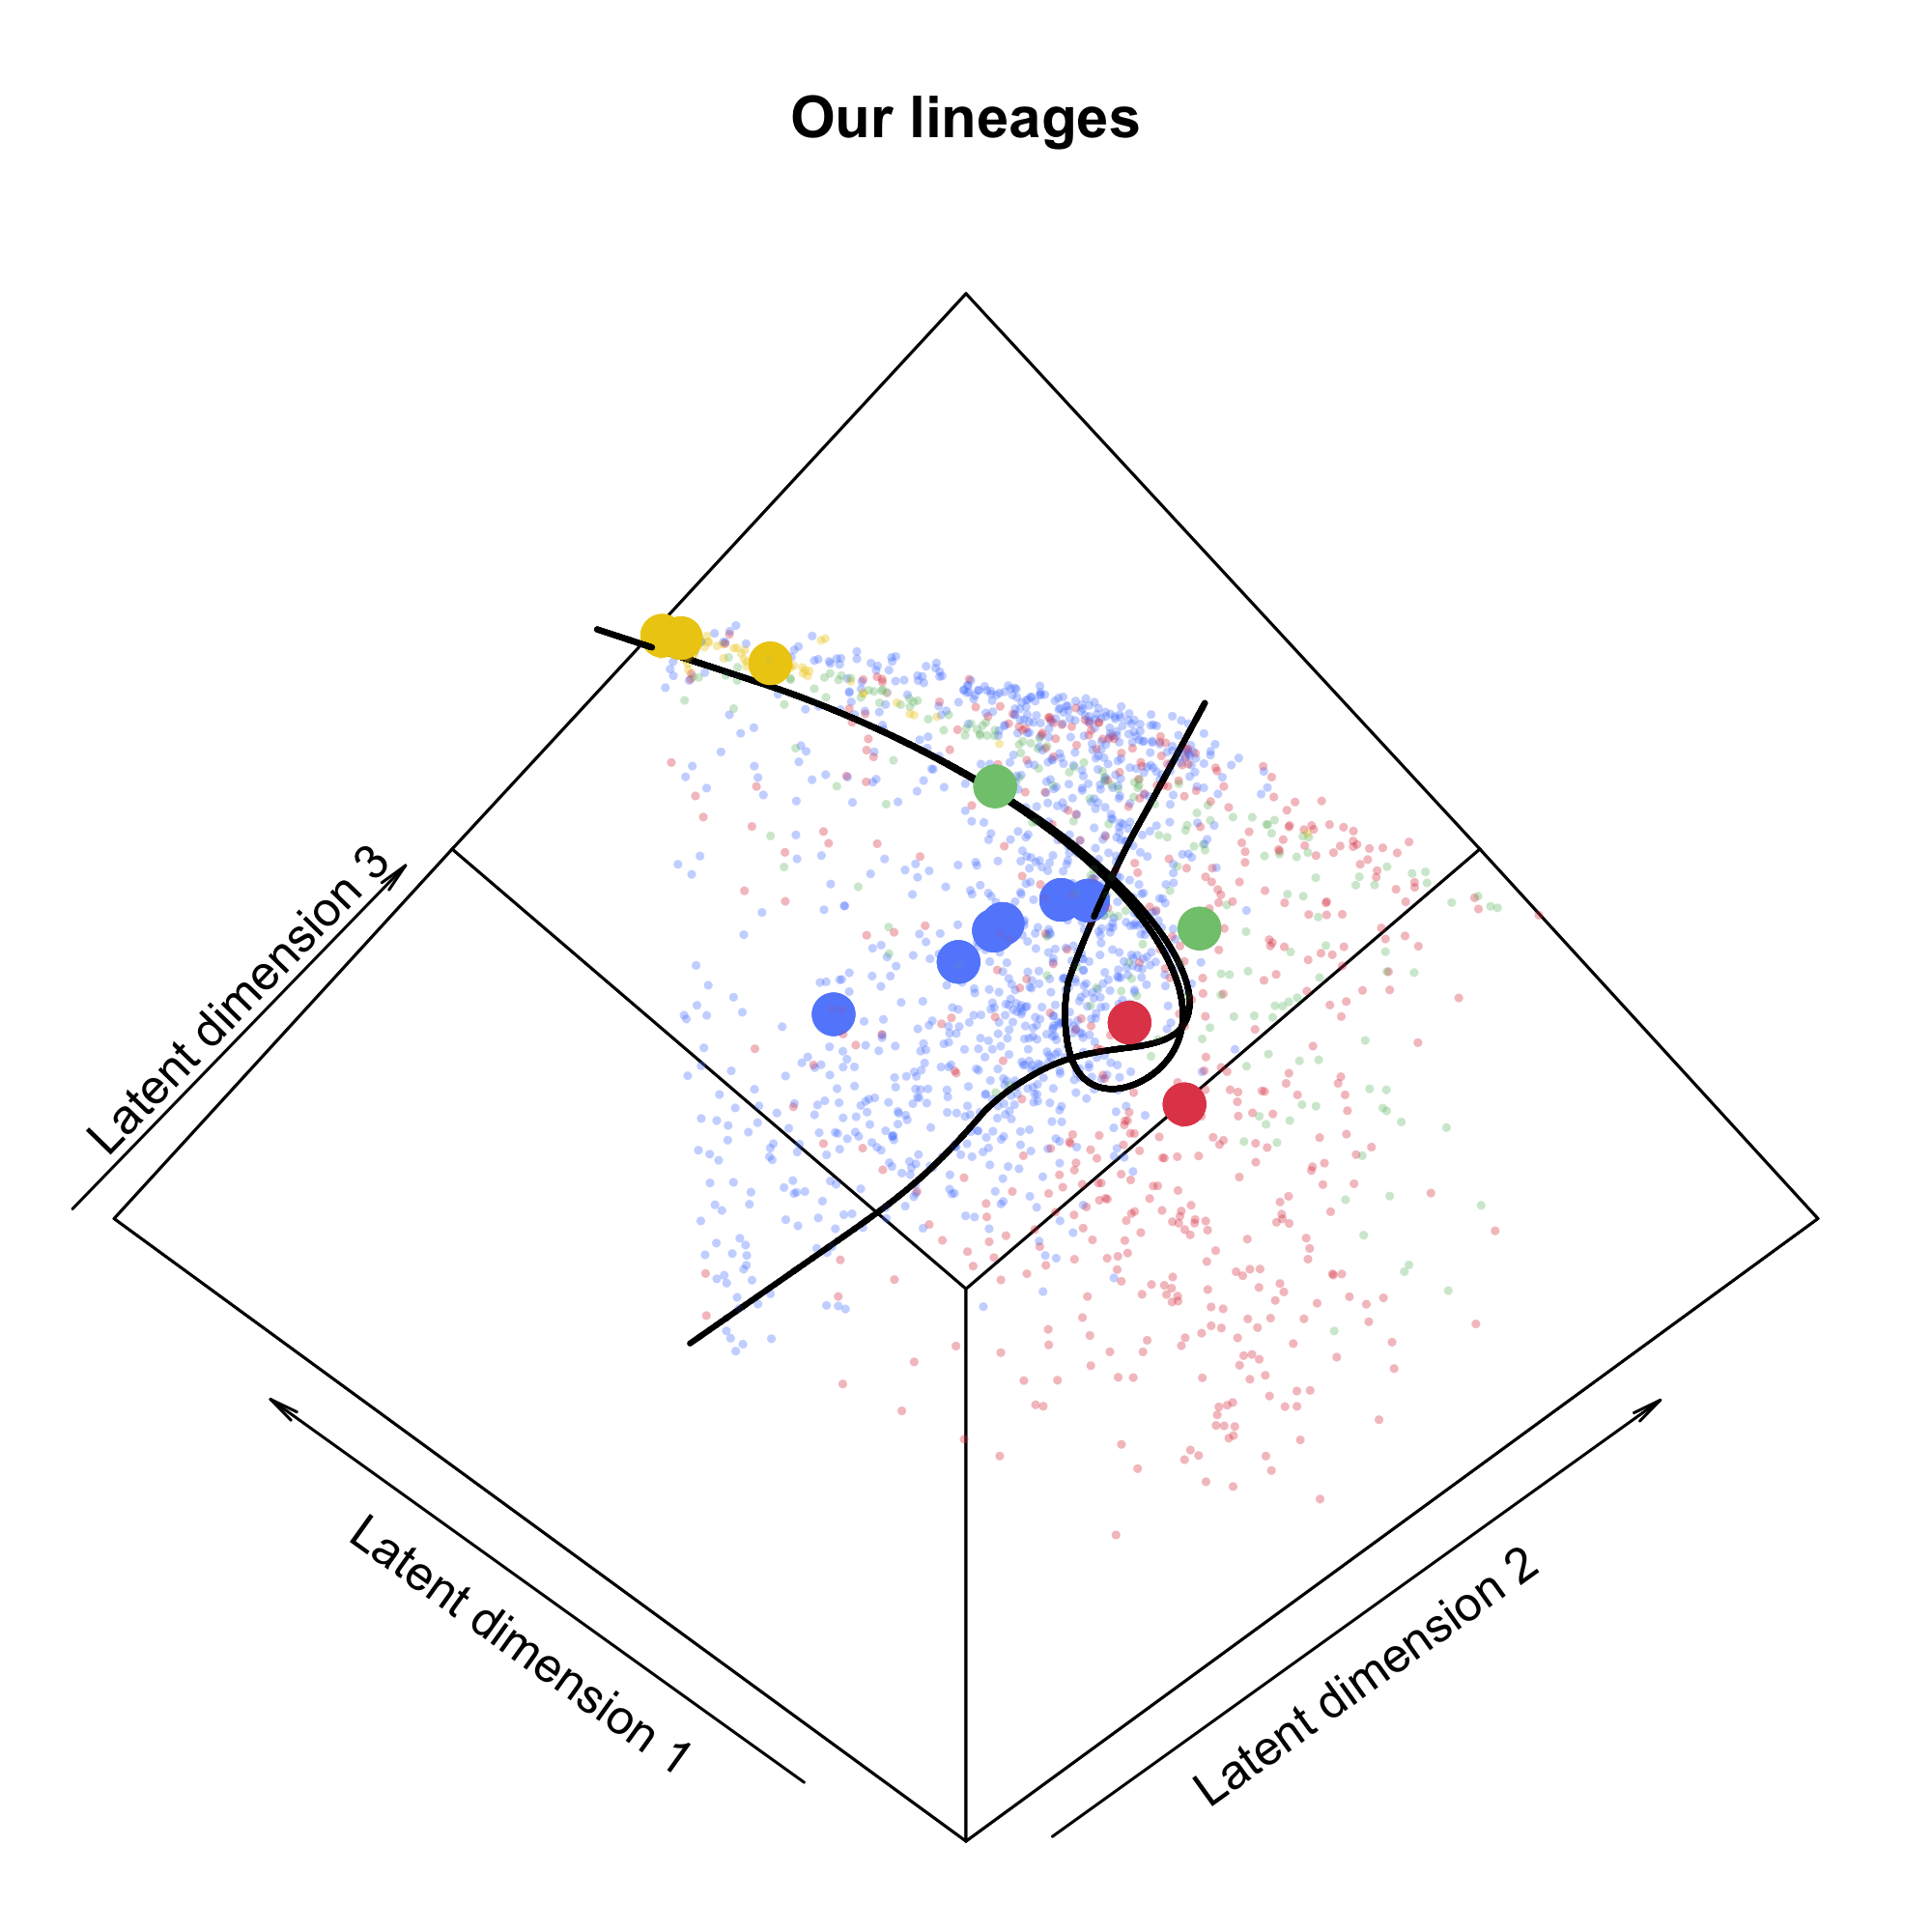 Our lineages
Latent dimension 3
Latent dimension 1
Latent dimension 2